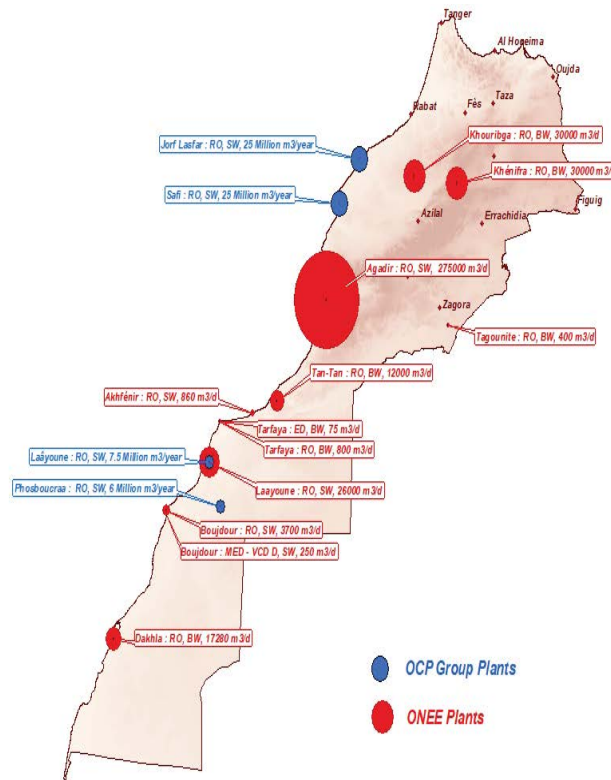 Tanger
Al Hoceima
Oujda
Taza
Fès
Rabat
Khouribga : RO, BW, 30000 m3/d
Jorf Lasfar : RO, SW, 25 Million m3/year
Khénifra : RO, BW, 30000 m3/
Safi : RO, SW, 25 Million m3/year
Figuig
Azilal
Errachidia
Agadir : RO, SW, 275000 m3/d
Zagora
Tagounite : RO, BW, 400 m3/d
Tan-Tan : RO, BW, 12000 m3/d
Akhfénir : RO, SW, 860 m3/d
Tarfaya : ED, BW, 75 m3/d
Tarfaya : RO, BW, 800 m3/d
Laâyoune : RO, SW, 7.5 Million m3/year
Phosboucraa : RO, SW, 6 Million m3/year
Laayoune : RO, SW, 26000 m3/d
Boujdour : RO, SW, 3700 m3/d
Boujdour : MED - VCD D, SW, 250 m3/d
Dakhla : RO, BW, 17280 m3/d
OCP Group Plants
ONEE Plants